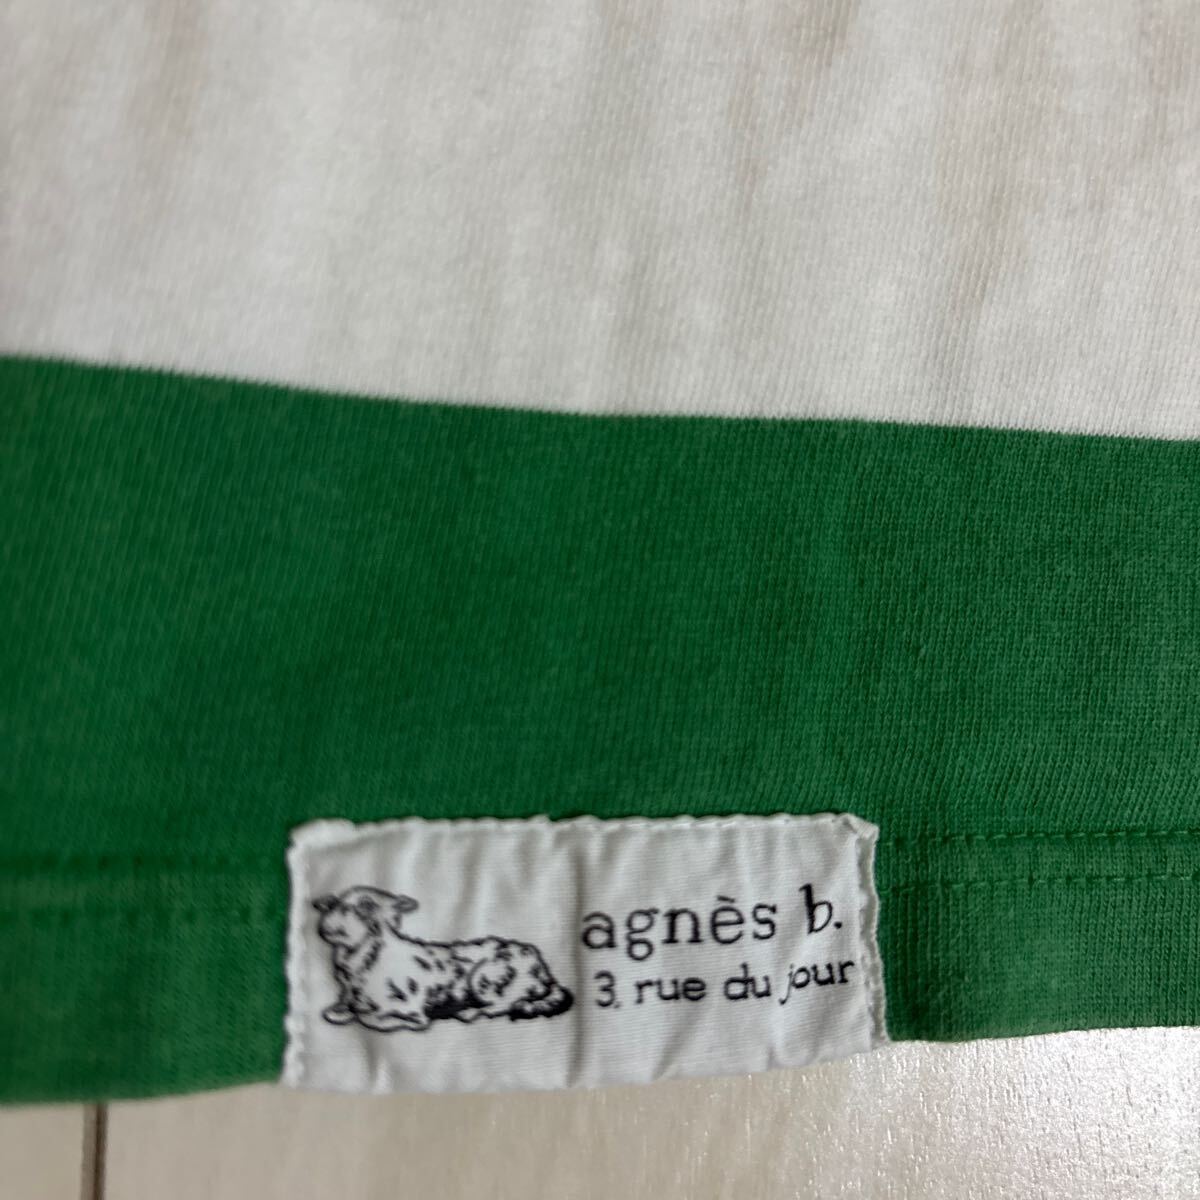 agnès b.
3, rue du jour